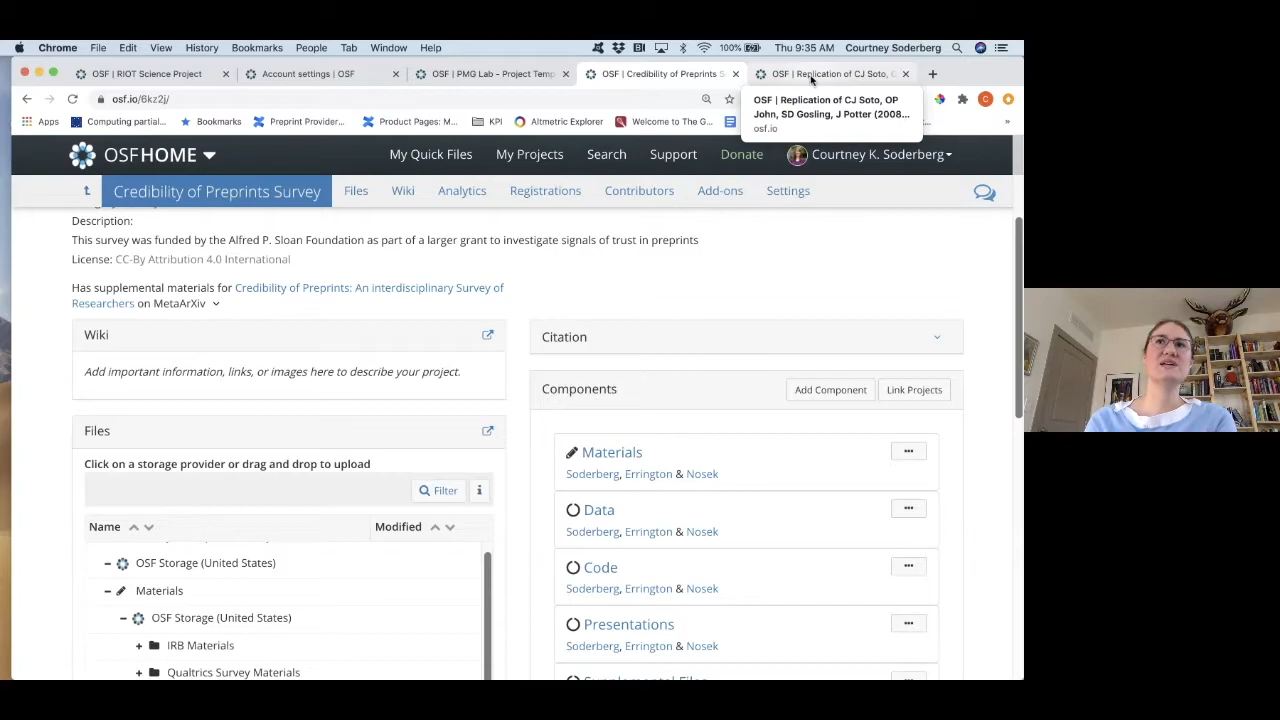 Chrome File Edit View History Bookmarks People Tab Window Help 100% Thu 9:35 AM Courtney Soderberg
OSF | RIOT Science Project
Account settings | OSF
OSF | PMG Lab - Project Temp
OSF | Credibility of Preprints S
OSF | Replication of CJ Soto,
osf.io/6kz2j/
OSF | Replication of CJ Soto, OP
John, SD Gosling, J Potter (2008...
osf.io
Apps Computing partial... Bookmarks Preprint Provider... Product Pages: M... KPI Altmetric Explorer Welcome to The G...
OSFHOME My Quick Files My Projects Search Support Donate Courtney K. Soderberg
Credibility of Preprints Survey Files Wiki Analytics Registrations Contributors Add-ons Settings
Description:
This survey was funded by the Alfred P. Sloan Foundation as part of a larger grant to investigate signals of trust in preprints
License: CC-By Attribution 4.0 International
Has supplemental materials for Credibility of Preprints: An interdisciplinary Survey of
Researchers on MetaArXiv
Wiki
Add important information, links, or images here to describe your project.
Files
Click on a storage provider or drag and drop to upload
Filter
Name Modified
OSF Storage (United States)
Materials
OSF Storage (United States)
IRB Materials
Qualtrics Survey Materials
Citation
Components Add Component Link Projects
Materials
Soderberg, Errington & Nosek
Data
Soderberg, Errington & Nosek
Code
Soderberg, Errington & Nosek
Presentations
Soderberg, Errington & Nosek
Supplemental Files